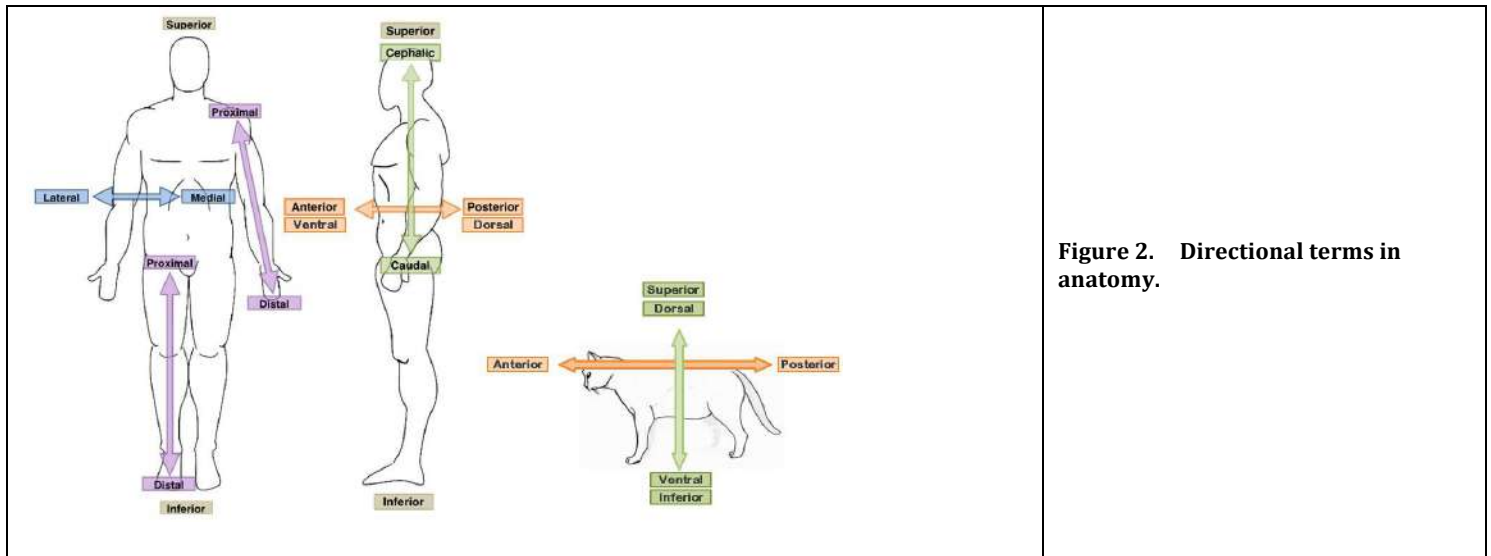 Superior
Proximal
Lateral
Medial
Proximal
Distal
Distal
Inferior
Superior
Cephalic
Anterior
Ventral
Posterior
Dorsal
Caudal
Inferior
Superior
Dorsal
Anterior
Posterior
Ventral
Inferior
Figure 2. Directional terms in
anatomy.